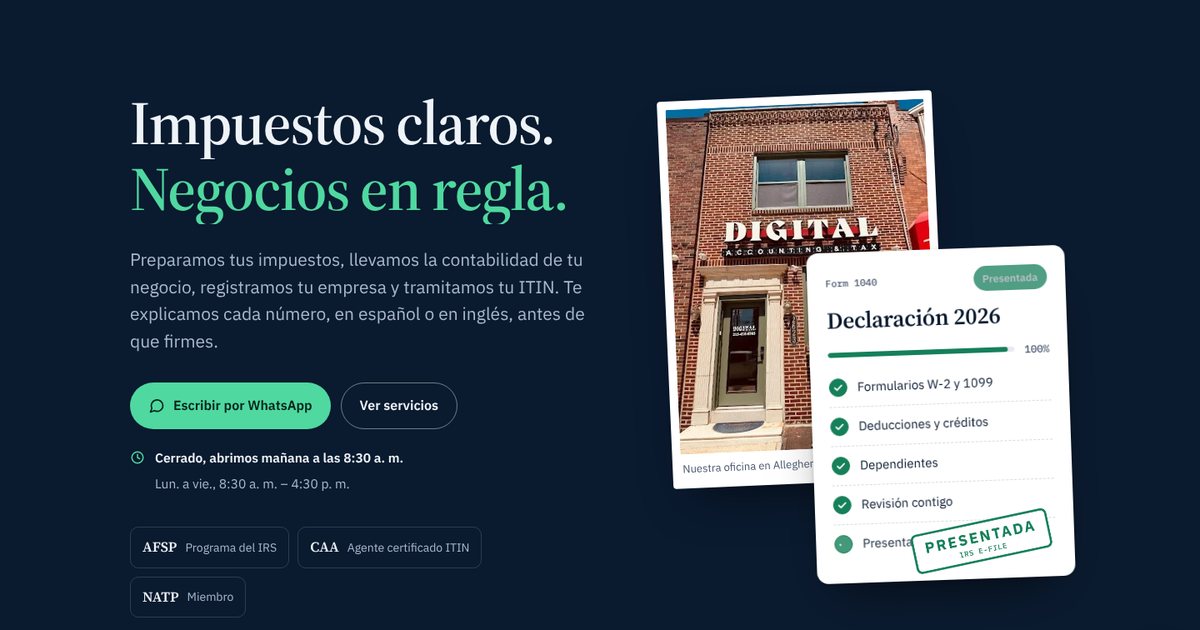 Impuestos claros.
Negocios en regla.
Preparamos tus impuestos, llevamos la contabilidad de tu
negocio, registramos tu empresa y tramitamos tu ITIN. Te
explicamos cada número, en español o en inglés, antes de
que firmes.
Escribir por WhatsApp
Ver servicios
Cerrado, abrimos mañana a las 8:30 a. m.
Lun. a vie., 8:30 a. m. – 4:30 p. m.
AFSP Programa del IRS
CAA Agente certificado ITIN
NATP Miembro
DIGITAL
ACCOUNTING & TAX
DIGITAL
Nuestra oficina en Allegher
Form 1040
Presentada
Declaración 2026
100%
Formularios W-2 y 1099
Deducciones y créditos
Dependientes
Revisión contigo
Presenta
PRESENTADA
IRS E-FILE